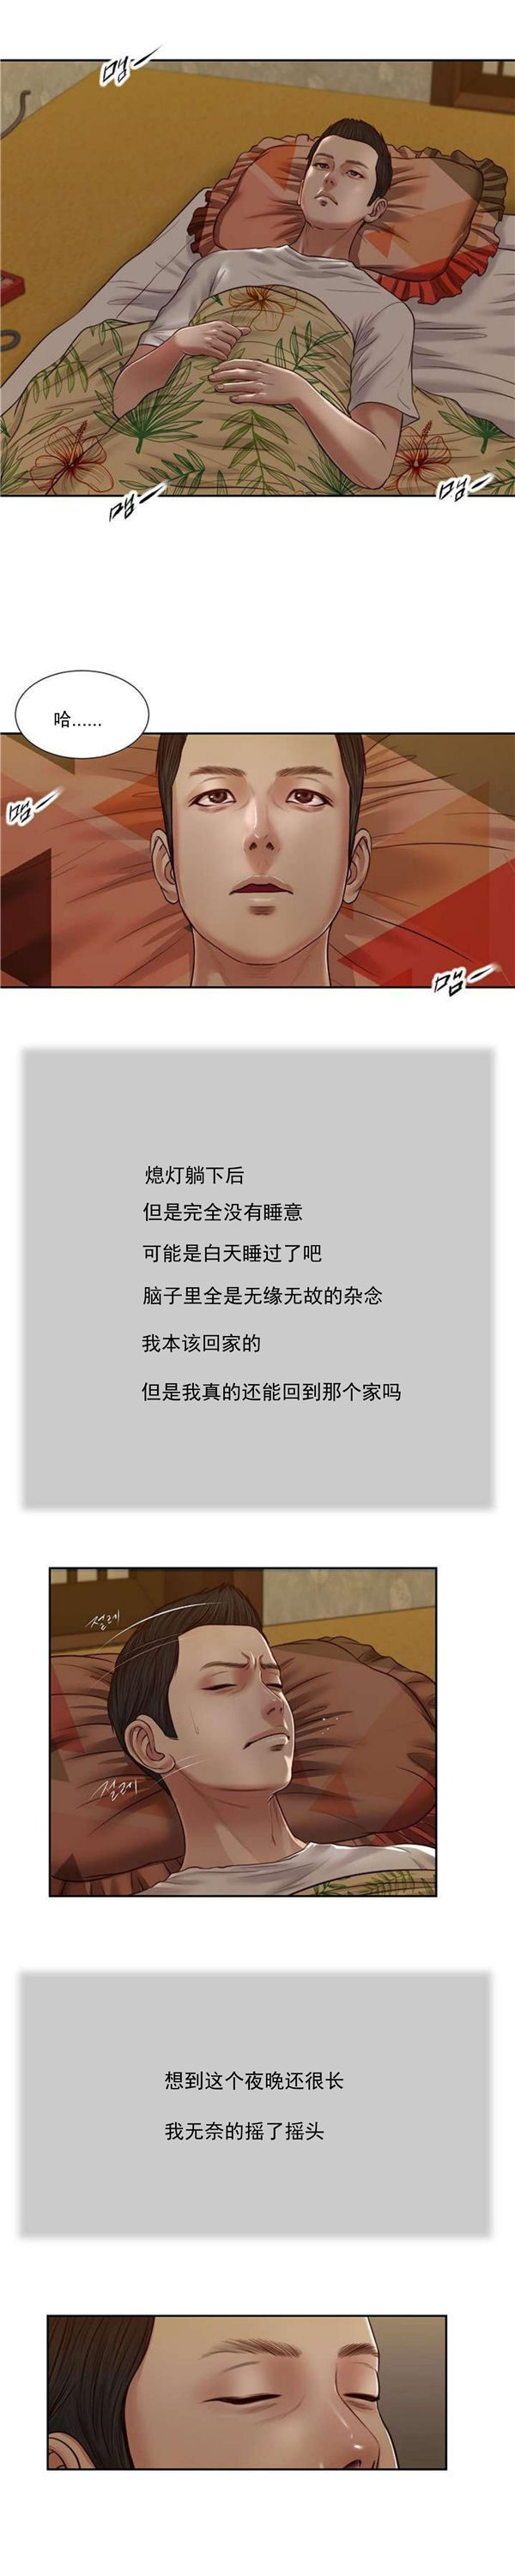 맴
맴
맴
哈......
맴
맴
熄灯躺下后
但是完全没有睡意
可能是白天睡过了吧
脑子里全是无缘无故的杂念
我本该回家的
但是我真的还能回到那个家吗
절레
절레
想到这个夜晚还很长
我无奈的摇了摇头